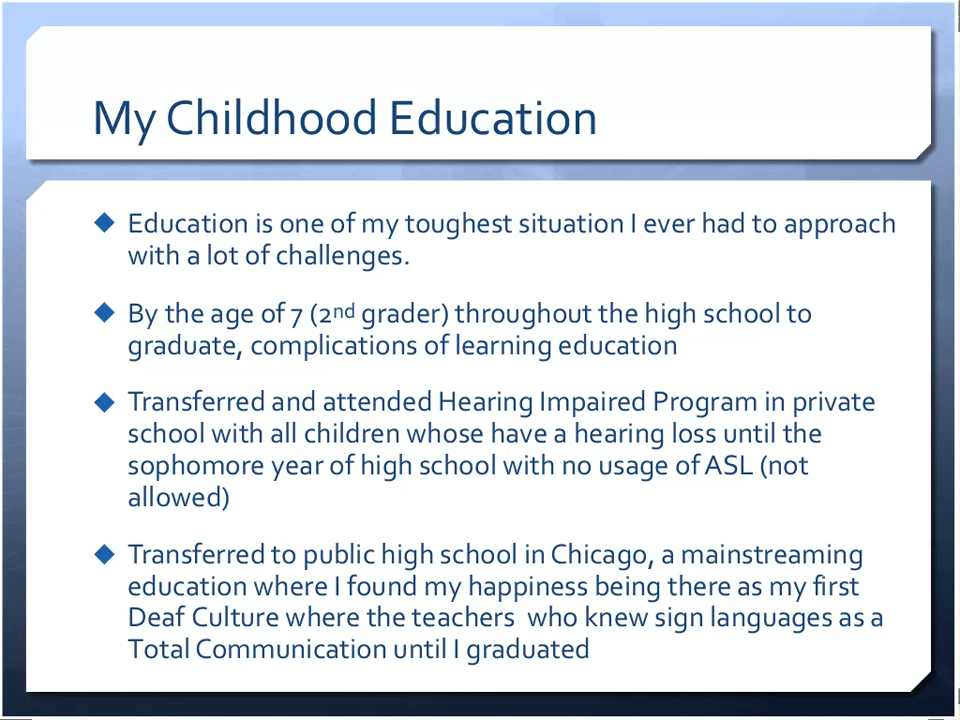 My Childhood Education
Education is one of my toughest situation I ever had to approach
with a lot of challenges.
By the age of 7 (2nd grader) throughout the high school to
graduate, complications of learning education
Transferred and attended Hearing Impaired Program in private
school with all children whose have a hearing loss until the
sophomore year of high school with no usage of ASL (not
allowed)
Transferred to public high school in Chicago, a mainstreaming
education where I found my happiness being there as my first
Deaf Culture where the teachers  who knew sign languages as a
Total Communication until I graduated